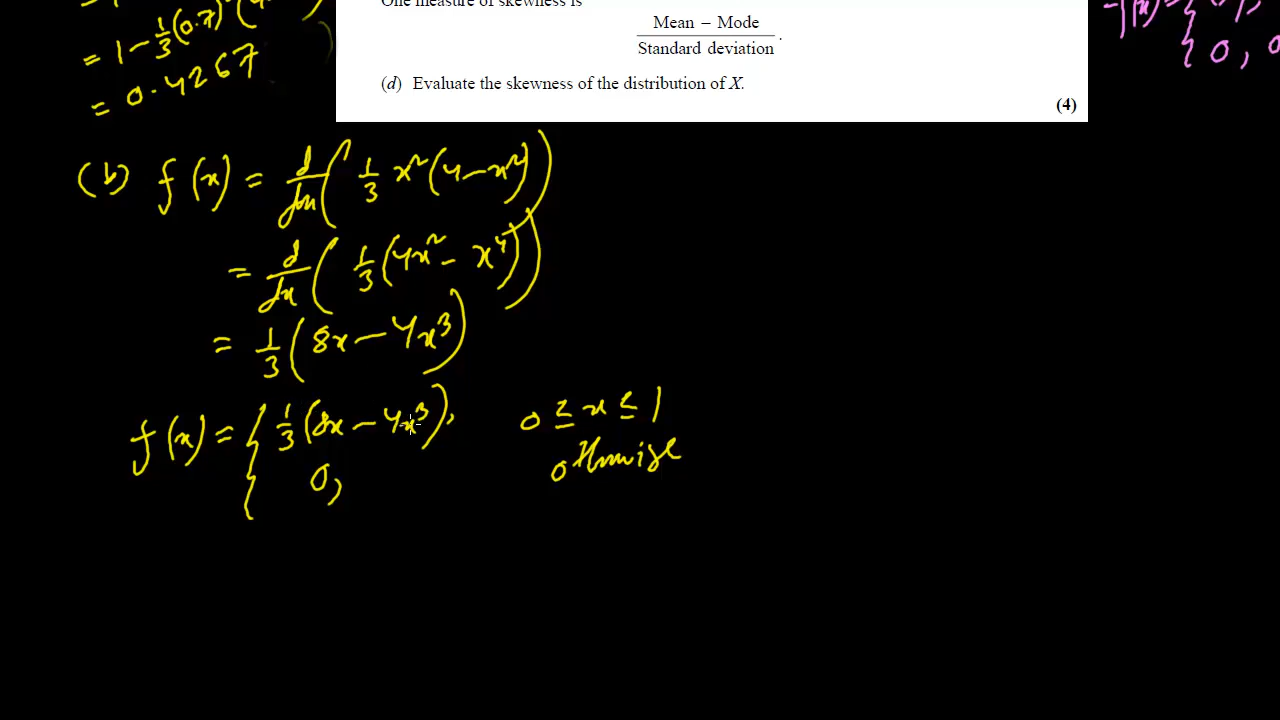 One measure of skewness is
Mean − Mode
Standard deviation .
(d) Evaluate the skewness of the distribution of X.
(4)
= 1 − 1/3 (0.7)² (4
= 0.4267
f(x) = {
{ 0,
(b) f(x) = d/dx ( 1/3 x² (4 − x²) )
= d/dx ( 1/3 (4x² − x⁴) )
= 1/3 ( 8x − 4x³ )
f(x) = { 1/3 (8x − 4x³), 0 ≤ x ≤ 1
0, otherwise